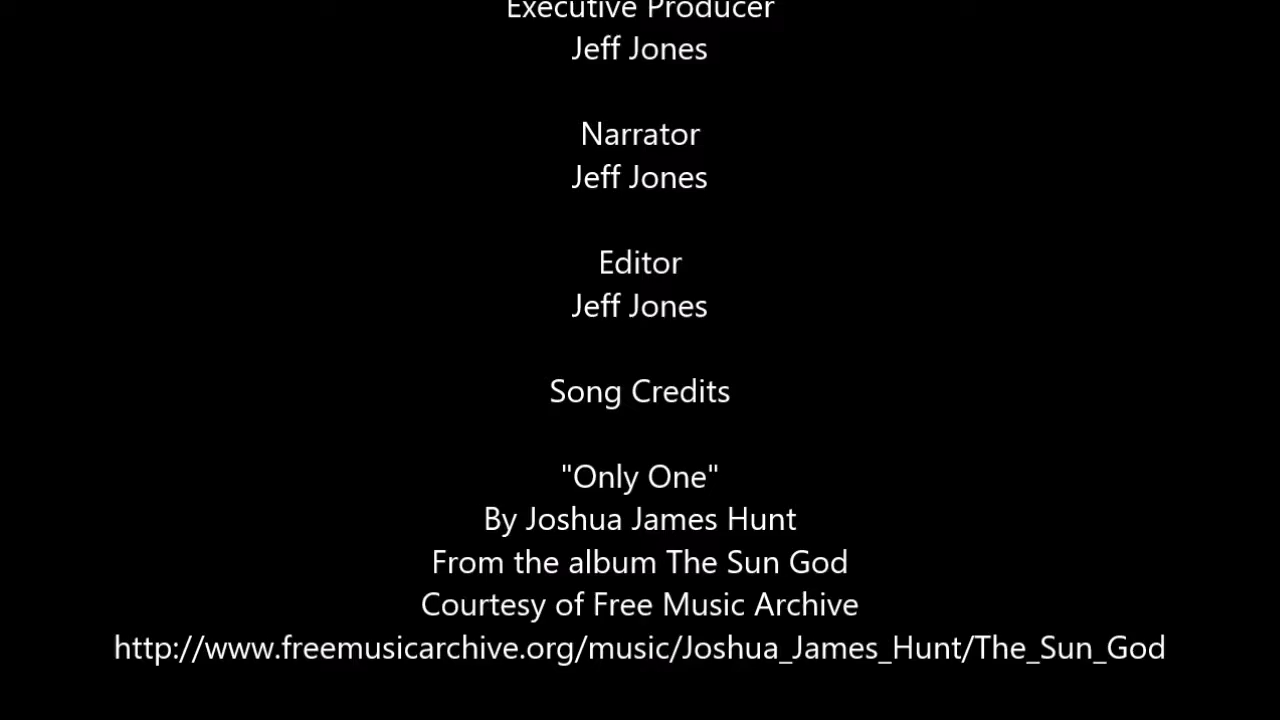 Executive Producer
Jeff Jones
Narrator
Jeff Jones
Editor
Jeff Jones
Song Credits
"Only One"
By Joshua James Hunt
From the album The Sun God
Courtesy of Free Music Archive
http://www.freemusicarchive.org/music/Joshua_James_Hunt/The_Sun_God